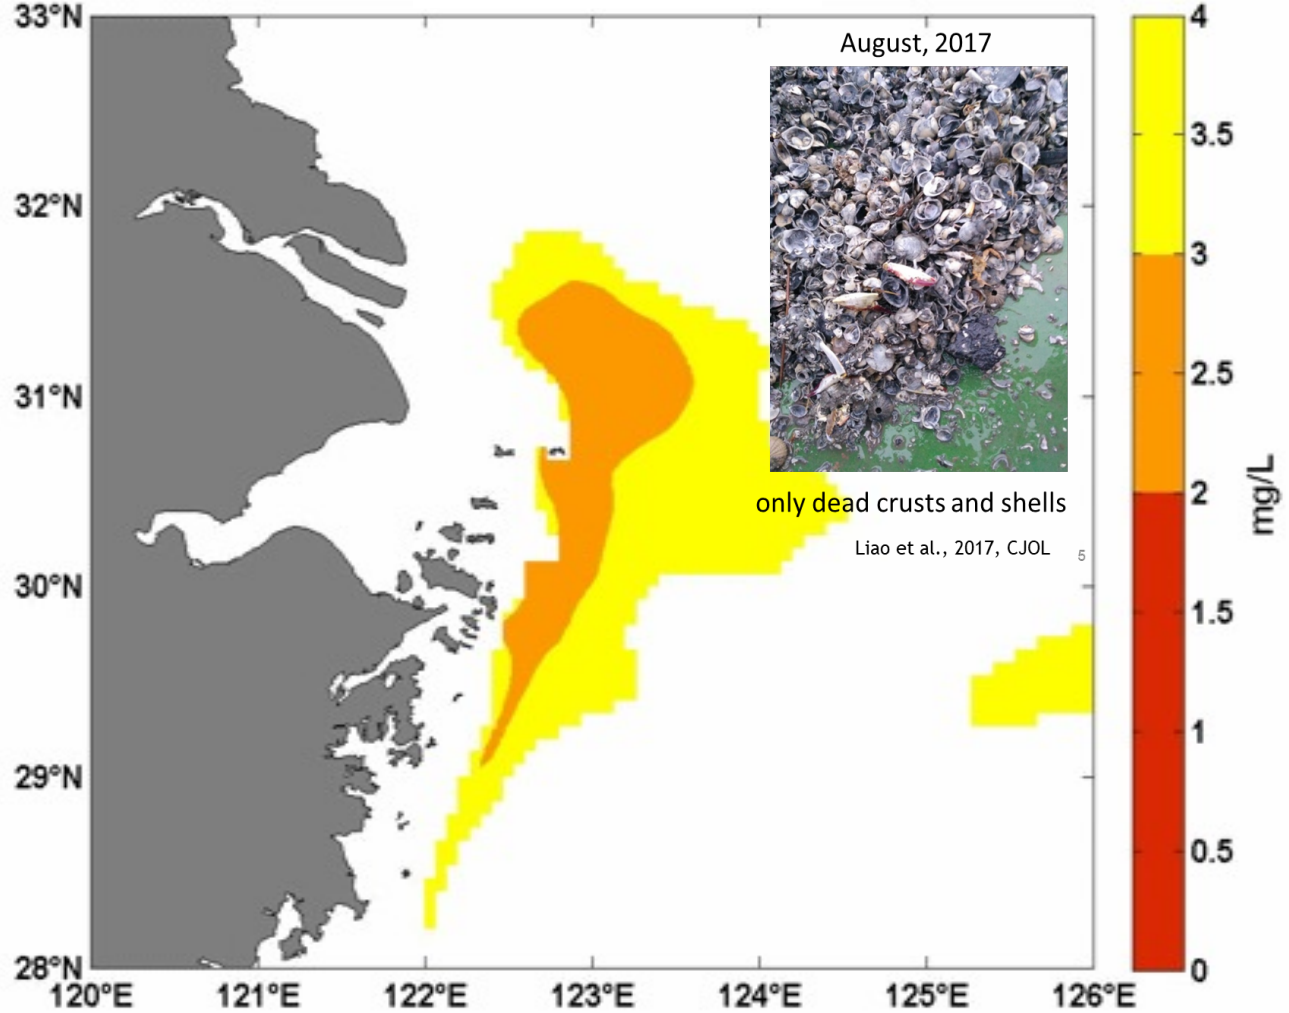 33°N
32°N
31°N
30°N
29°N
28°N
120°E 121°E 122°E 123°E 124°E 125°E 126°E
August, 2017
only dead crusts and shells
Liao et al., 2017, CJOL
5
4
3.5
3
2.5
2
1.5
1
0.5
0
mg/L